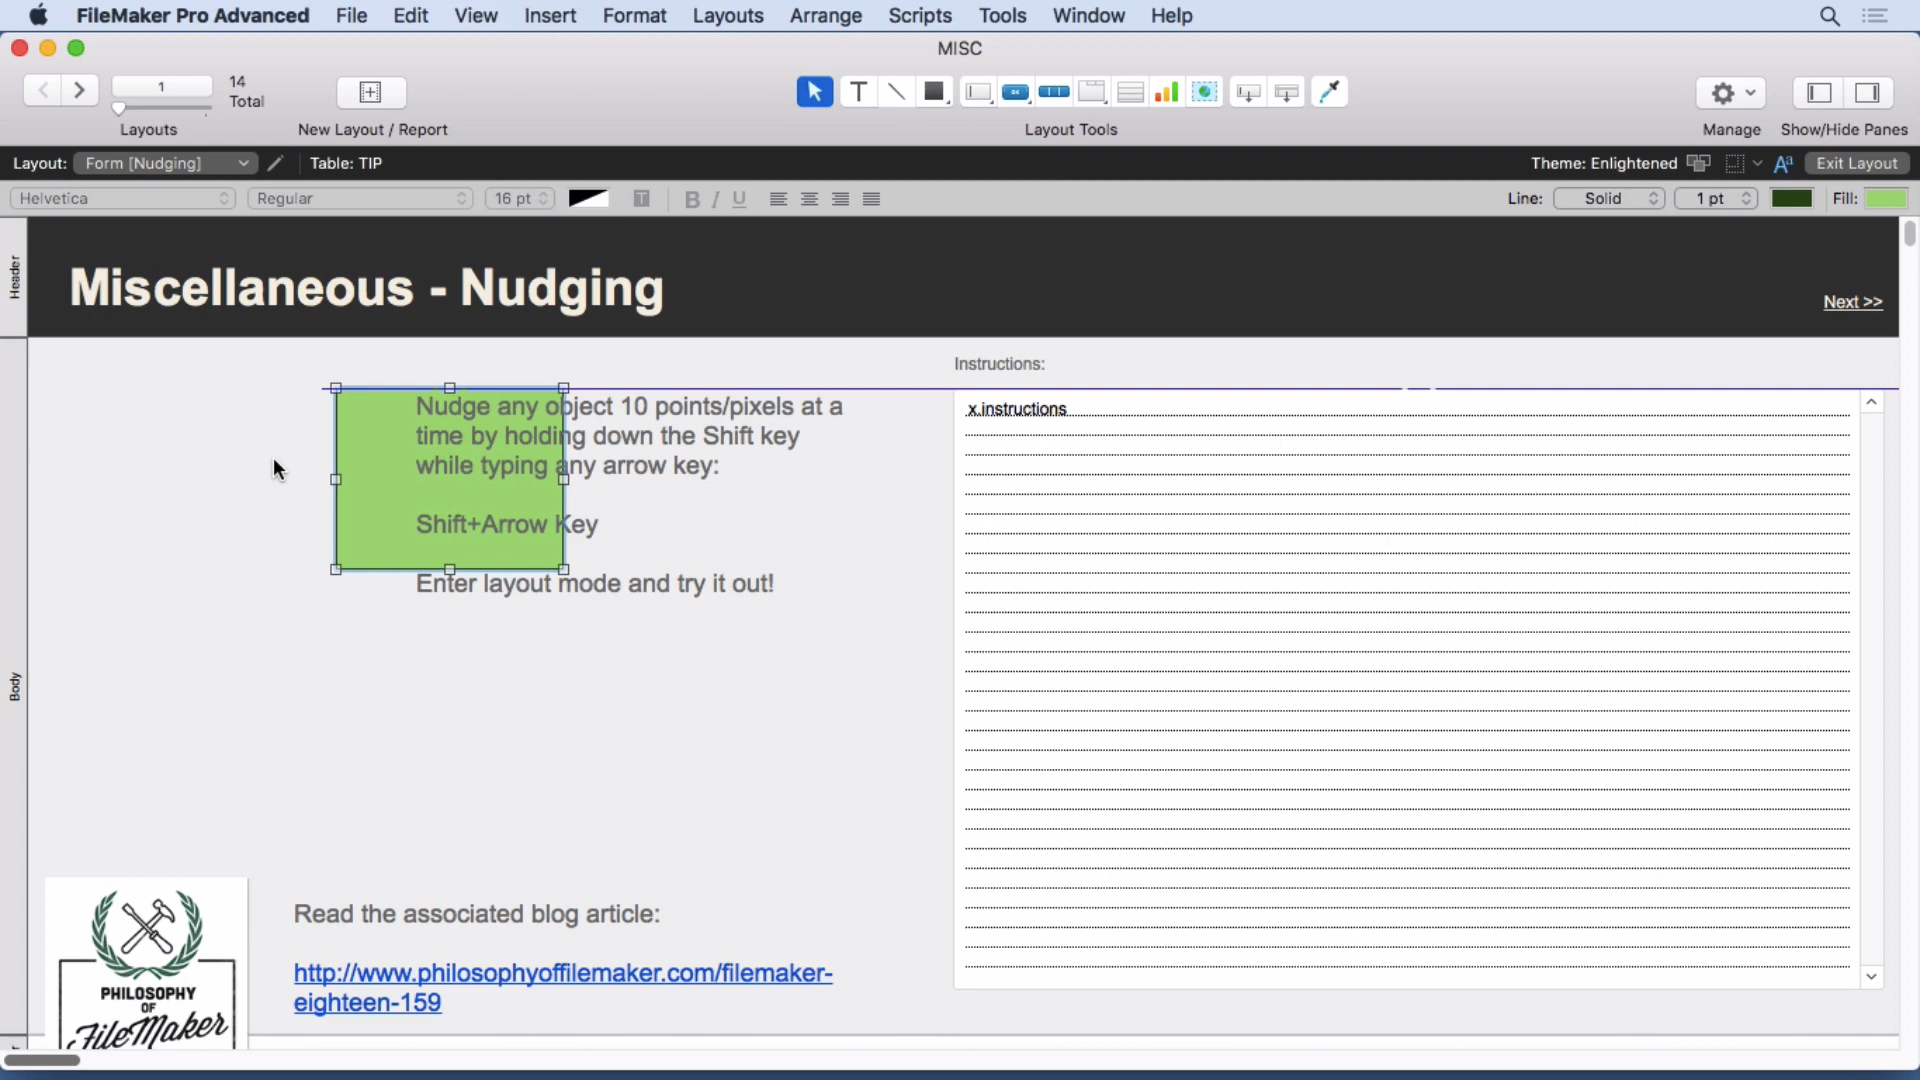 FileMaker Pro Advanced File Edit View Insert Format Layouts Arrange Scripts Tools Window Help
MISC
1
14
Total
Layouts
New Layout / Report
Layout Tools
Manage
Show/Hide Panes
Layout: Form [Nudging] Table: TIP
Theme: Enlightened Aa Exit Layout
Helvetica Regular 16 pt T B I U
Line: Solid 1 pt Fill:
Header
Miscellaneous - Nudging
Next >>
Body
Instructions:
x.instructions
Nudge any object 10 points/pixels at a
time by holding down the Shift key
while typing any arrow key:
Shift+Arrow Key
Enter layout mode and try it out!
Read the associated blog article:
http://www.philosophyoffilemaker.com/filemaker-
eighteen-159
PHILOSOPHY
OF
FileMaker